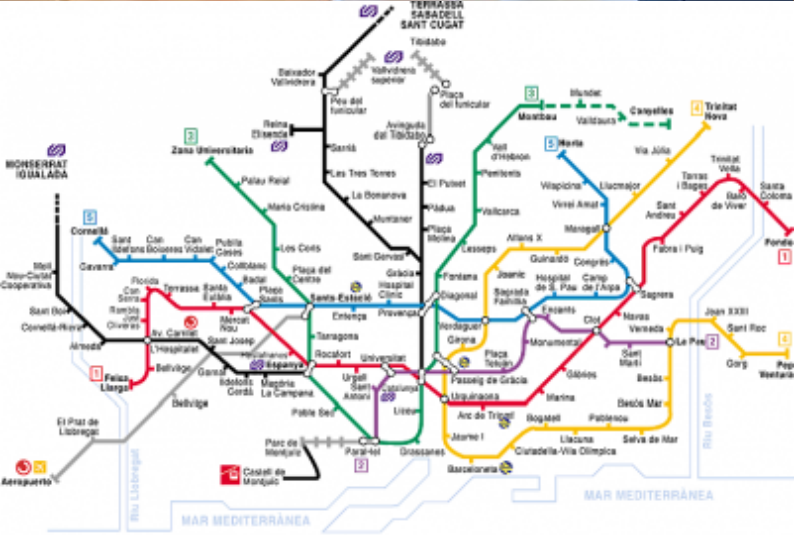 TERRASSA
SABADELL
SANT CUGAT
Tibidabo
Baixador
Vallvidrera
Vallvidrera
superior
Peu del
funicular
Plaça
del funicular
Avinguda
del Tibidabo
Reina
Elisenda
Sarrià
Les Tres Torres
La Bonanova
Muntaner
Sant Gervasi
Gràcia
El Putxet
Pàdua
Plaça
Molina
3
Montbau
Mundet
Valldaura
Canyelles
4
Trinitat
Nova
Via Júlia
Llucmajor
5
Horta
Vilapicina
Virrei Amat
Maragall
Congrés
Vall
d'Hebron
Penitents
Vallcarca
Lesseps
Fontana
Diagonal
3
Zona Universitaria
Palau Reial
Maria Cristina
Les Corts
Plaça del
Centre
MONSERRAT
IGUALADA
5
Cornellà
Gavarra
Sant
Ildefons
Can
Boixeres
Can
Vidalet
Pubilla
Cases
Collblanc
Badal
Plaça
Sants
Sants-Estació
Entença
Hospital
Clínic
Provença
Verdaguer
Girona
Alfons X
Guinardó
Joanic
Sagrada
Família
Hospital
de S. Pau
Camp
de l'Arpa
Sagrera
Encants
Monumental
Clot
Navas
Verneda
Sant
Martí
La Pau
2
Trinitat
Vella
Torras
i Bages
Sant
Andreu
Fabra i Puig
Baró
de Viver
Santa
Coloma
Fondo
1
Joan XXIII
Sant Roc
Gorg
4
Pep
Ventura
Besòs
Besòs Mar
Selva de Mar
Poblenou
Llacuna
Bogatell
Ciutadella-Vila Olímpica
Barceloneta
Jaume I
Urquinaona
Arc de Triomf
Marina
Glòries
Plaça
Tetuán
Passeig de Gràcia
Catalunya
Universitat
Urgell
Rocafort
Sant
Antoni
Liceu
Drassanes
Paral·lel
2
Poble Sec
Parc de
Montjuïc
Castell de
Montjuïc
Espanya
Tarragona
Magòria
La Campana
Ildefons
Cerdà
Gornal
Sant Josep
Mercat
Nou
Santa
Eulàlia
Torrassa
Florida
Can
Serra
Rambla
Just
Oliveras
Av. Carrilet
L'Hospitalet
Bellvitge
1
Feixa
Llarga
Molí
Nou-Ciutat
Cooperativa
Sant Boi
Cornellà-Riera
Almeda
Bellvitge
El Prat de
Llobregat
Aeropuerto
Riu Llobregat
Riu Besòs
MAR MEDITERRÀNEA
MAR MEDITERRÀNEA